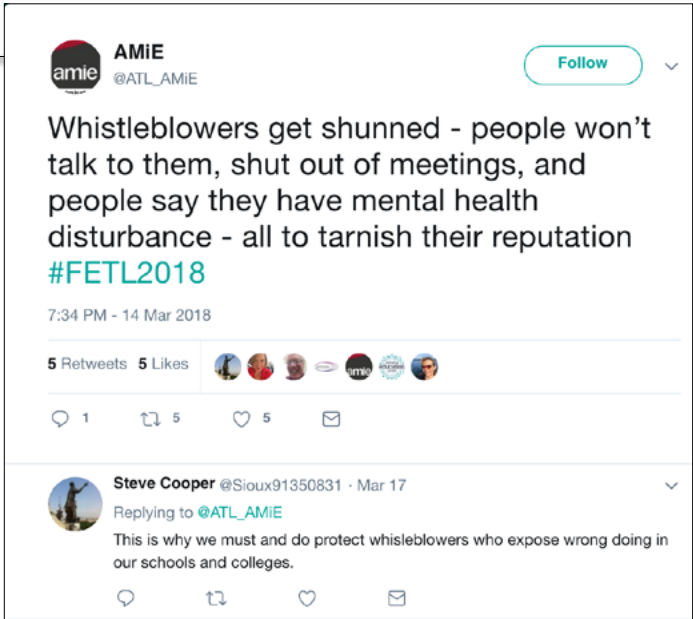 amie
AMiE
@ATL_AMiE
Follow
Whistleblowers get shunned - people won't
talk to them, shut out of meetings, and
people say they have mental health
disturbance - all to tarnish their reputation
#FETL2018
7:34 PM - 14 Mar 2018
5 Retweets 5 Likes
amie
1 5 5
Steve Cooper @Sioux91350831 · Mar 17
Replying to @ATL_AMiE
This is why we must and do protect whisleblowers who expose wrong doing in
our schools and colleges.